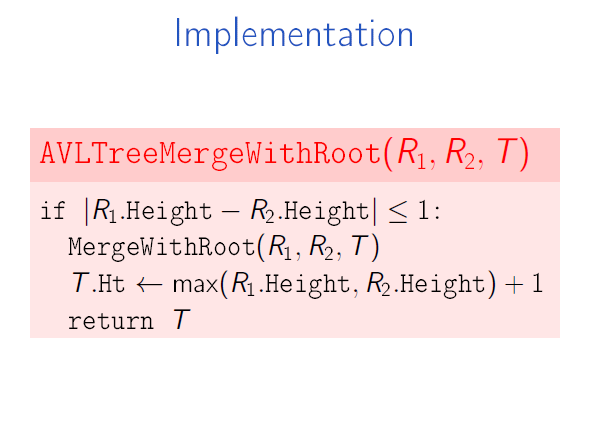 Implementation
AVLTreeMergeWithRoot(R₁, R₂, T)
if |R₁.Height − R₂.Height| ≤ 1:
MergeWithRoot(R₁, R₂, T)
T.Ht ← max(R₁.Height, R₂.Height) + 1
return T